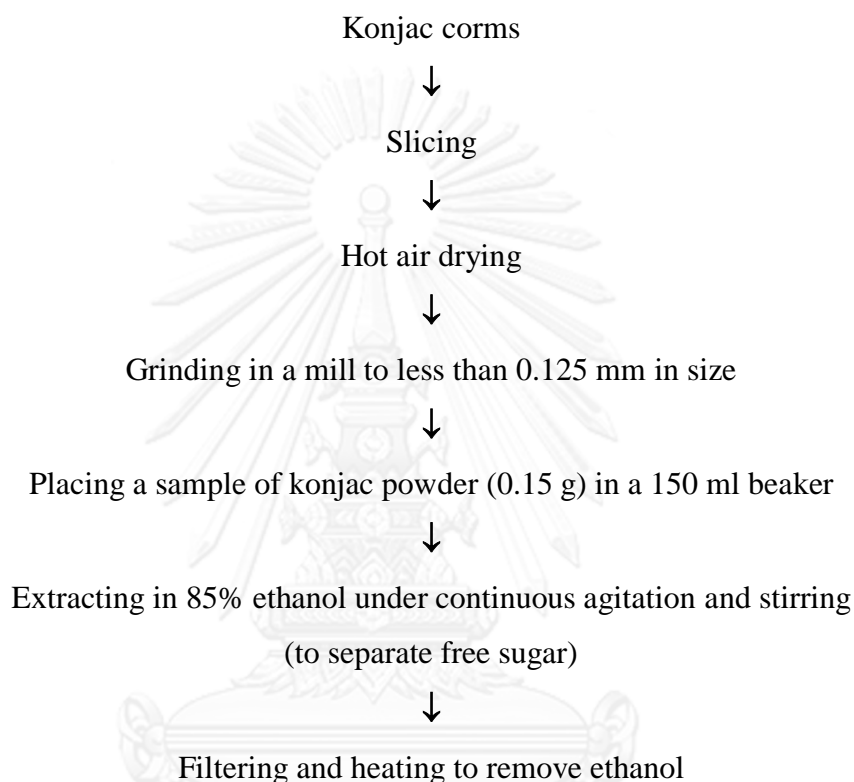 Konjac corms
↓
Slicing
↓
Hot air drying
↓
Grinding in a mill to less than 0.125 mm in size
↓
Placing a sample of konjac powder (0.15 g) in a 150 ml beaker
↓
Extracting in 85% ethanol under continuous agitation and stirring
(to separate free sugar)
↓
Filtering and heating to remove ethanol